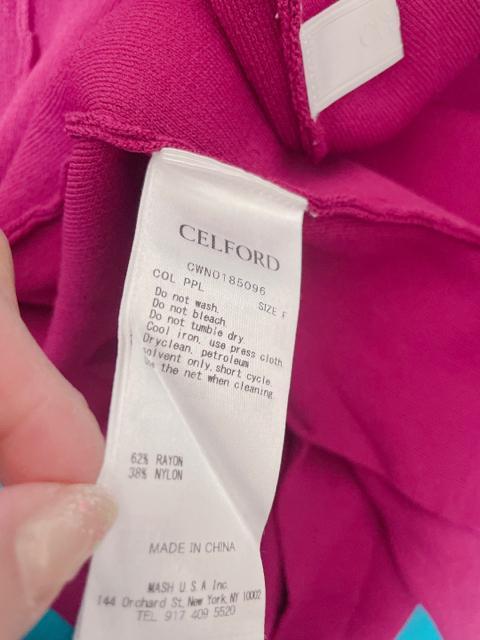 CELFORD
CWNO185096
COL PPL
SIZE F
Do not wash.
Do not bleach.
Do not tumble dry.
Cool iron, use press cloth.
Dryclean, petroleum
solvent only, short cycle.
the net when cleaning.
62% RAYON
38% NYLON
MADE IN CHINA
MASH U.S.A Inc.
144 Orchard St, New York, NY 10002
TEL 917 409 5520